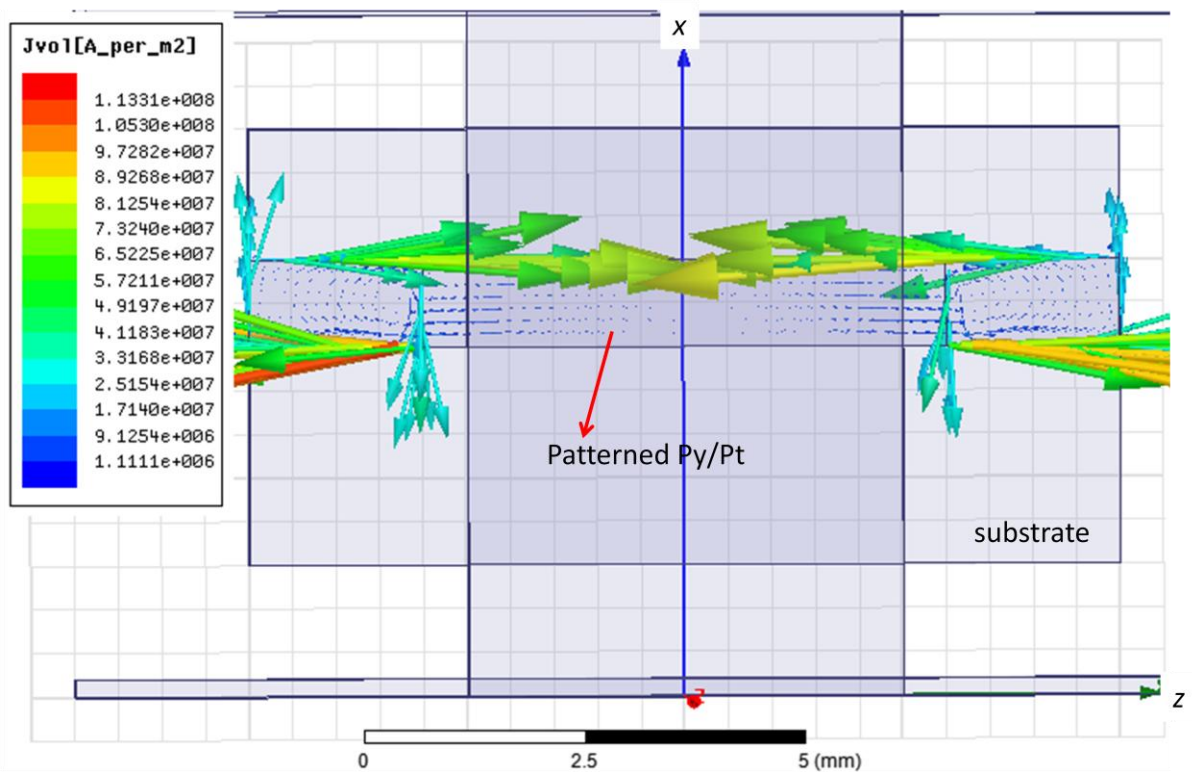 x
Jvol[A_per_m2]
1.1331e+008
1.0530e+008
9.7282e+007
8.9268e+007
8.1254e+007
7.3240e+007
6.5225e+007
5.7211e+007
4.9197e+007
4.1183e+007
3.3168e+007
2.5154e+007
1.7140e+007
9.1254e+006
1.1111e+006
Patterned Py/Pt
substrate
z
0 2.5 5 (mm)